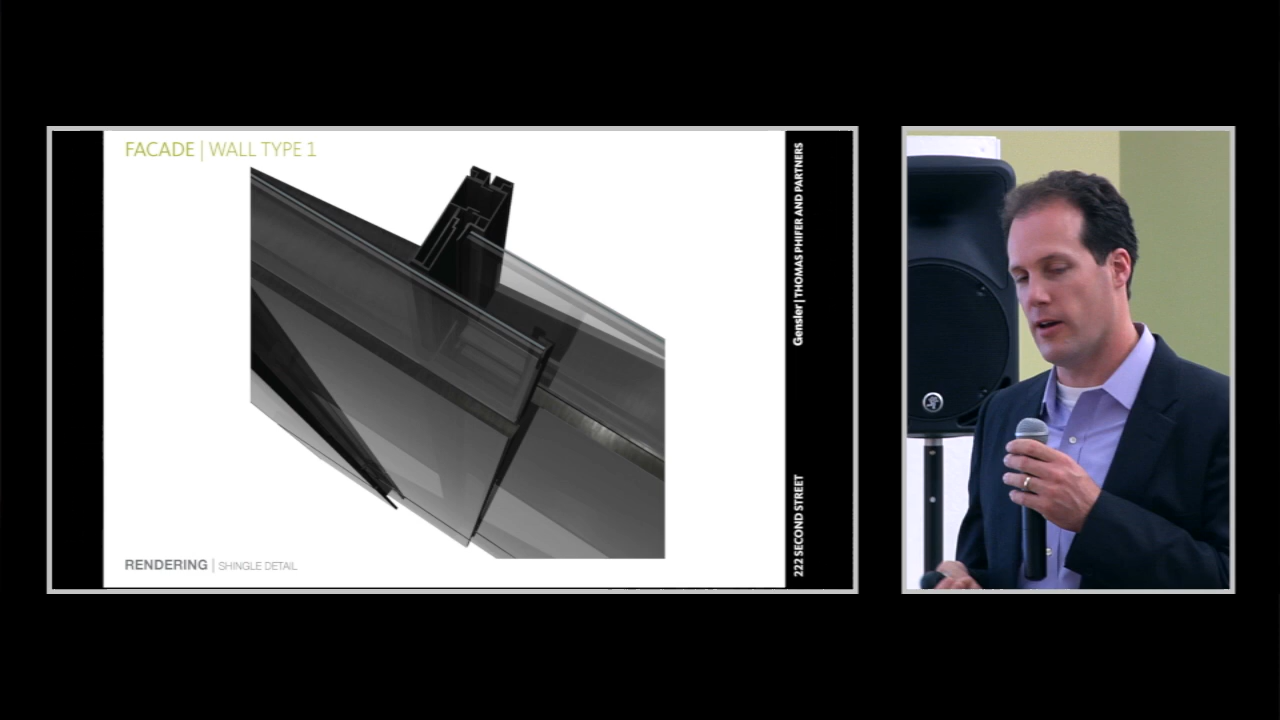 FACADE | WALL TYPE 1
Gensler | THOMAS PHIFER AND PARTNERS
222 SECOND STREET
RENDERING | SHINGLE DETAIL